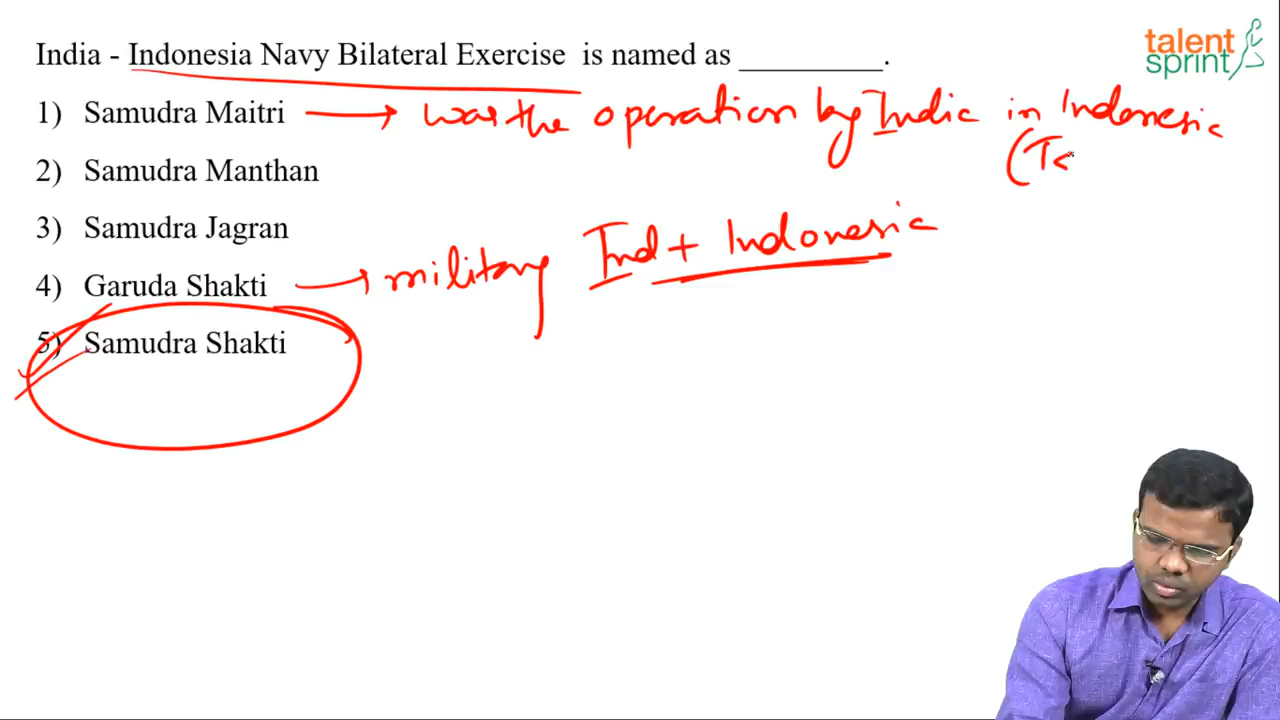 talent
sprint
India - Indonesia Navy Bilateral Exercise is named as _________.
1) Samudra Maitri → was the operation by India in Indonesia
(Ts
2) Samudra Manthan
3) Samudra Jagran
Ind + Indonesia
4) Garuda Shakti → military
5) Samudra Shakti